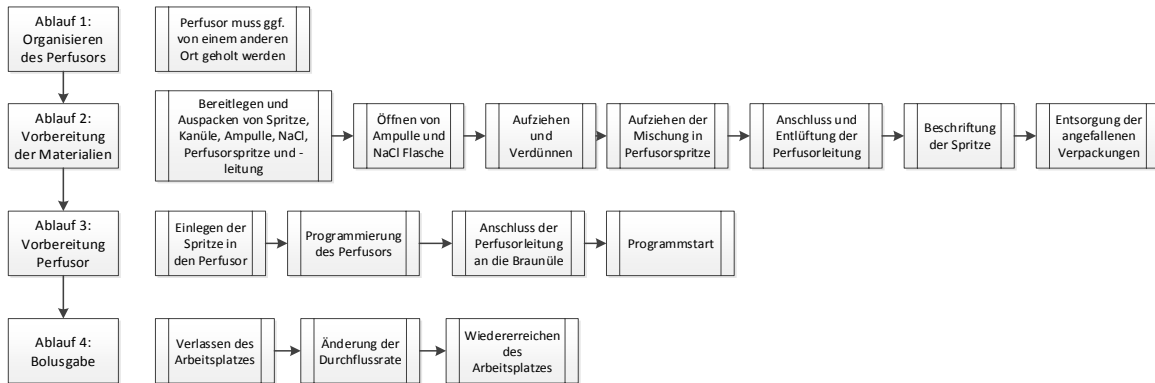 Ablauf 1:
Organisieren
des Perfusors
Perfusor muss ggf.
von einem anderen
Ort geholt werden
Ablauf 2:
Vorbereitung
der Materialien
Bereitlegen und
Auspacken von Spritze,
Kanüle, Ampulle, NaCl,
Perfusorspritze und -
leitung
Öffnen von
Ampulle und
NaCl Flasche
Aufziehen
und
Verdünnen
Aufziehen der
Mischung in
Perfusorspritze
Anschluss und
Entlüftung der
Perfusorleitung
Beschriftung
der Spritze
Entsorgung der
angefallenen
Verpackungen
Ablauf 3:
Vorbereitung
Perfusor
Einlegen der
Spritze in
den Perfusor
Programmierung
des Perfusors
Anschluss der
Perfusorleitung
an die Braunüle
Programmstart
Ablauf 4:
Bolusgabe
Verlassen des
Arbeitsplatzes
Änderung der
Durchflussrate
Wiedererreichen
des
Arbeitsplatzes